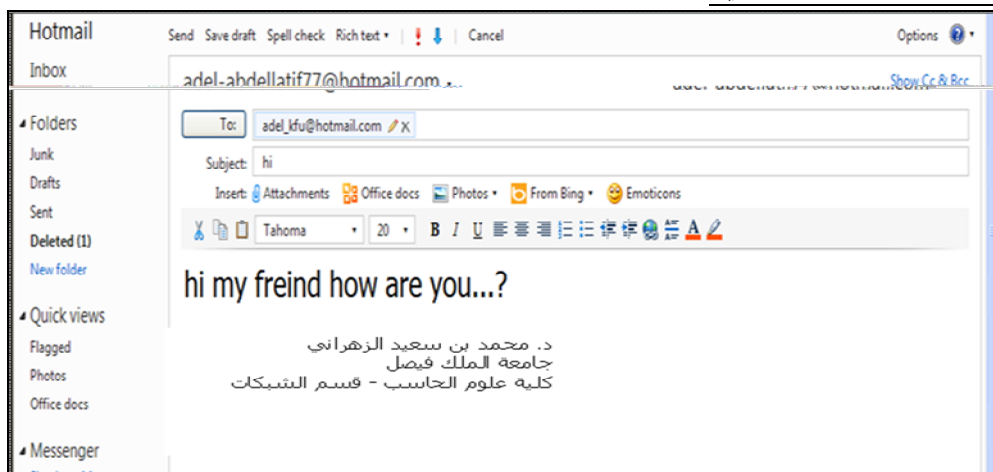 Hotmail
Send Save draft Spell check Rich text Cancel Options
Inbox
adel-abdellatif77@hotmail.com
Show Cc & Bcc
Folders
To: adel_kfu@hotmail.com
Junk
Subject: hi
Drafts
Insert: Attachments Office docs Photos From Bing Emoticons
Sent
Tahoma 20 B I U A
Deleted (1)
New folder
hi my freind how are you...?
Quick views
Flagged
د. محمد بن سعيد الزهراني
جامعة الملك فيصل
Photos
كلية علوم الحاسب - قسم الشبكات
Office docs
Messenger